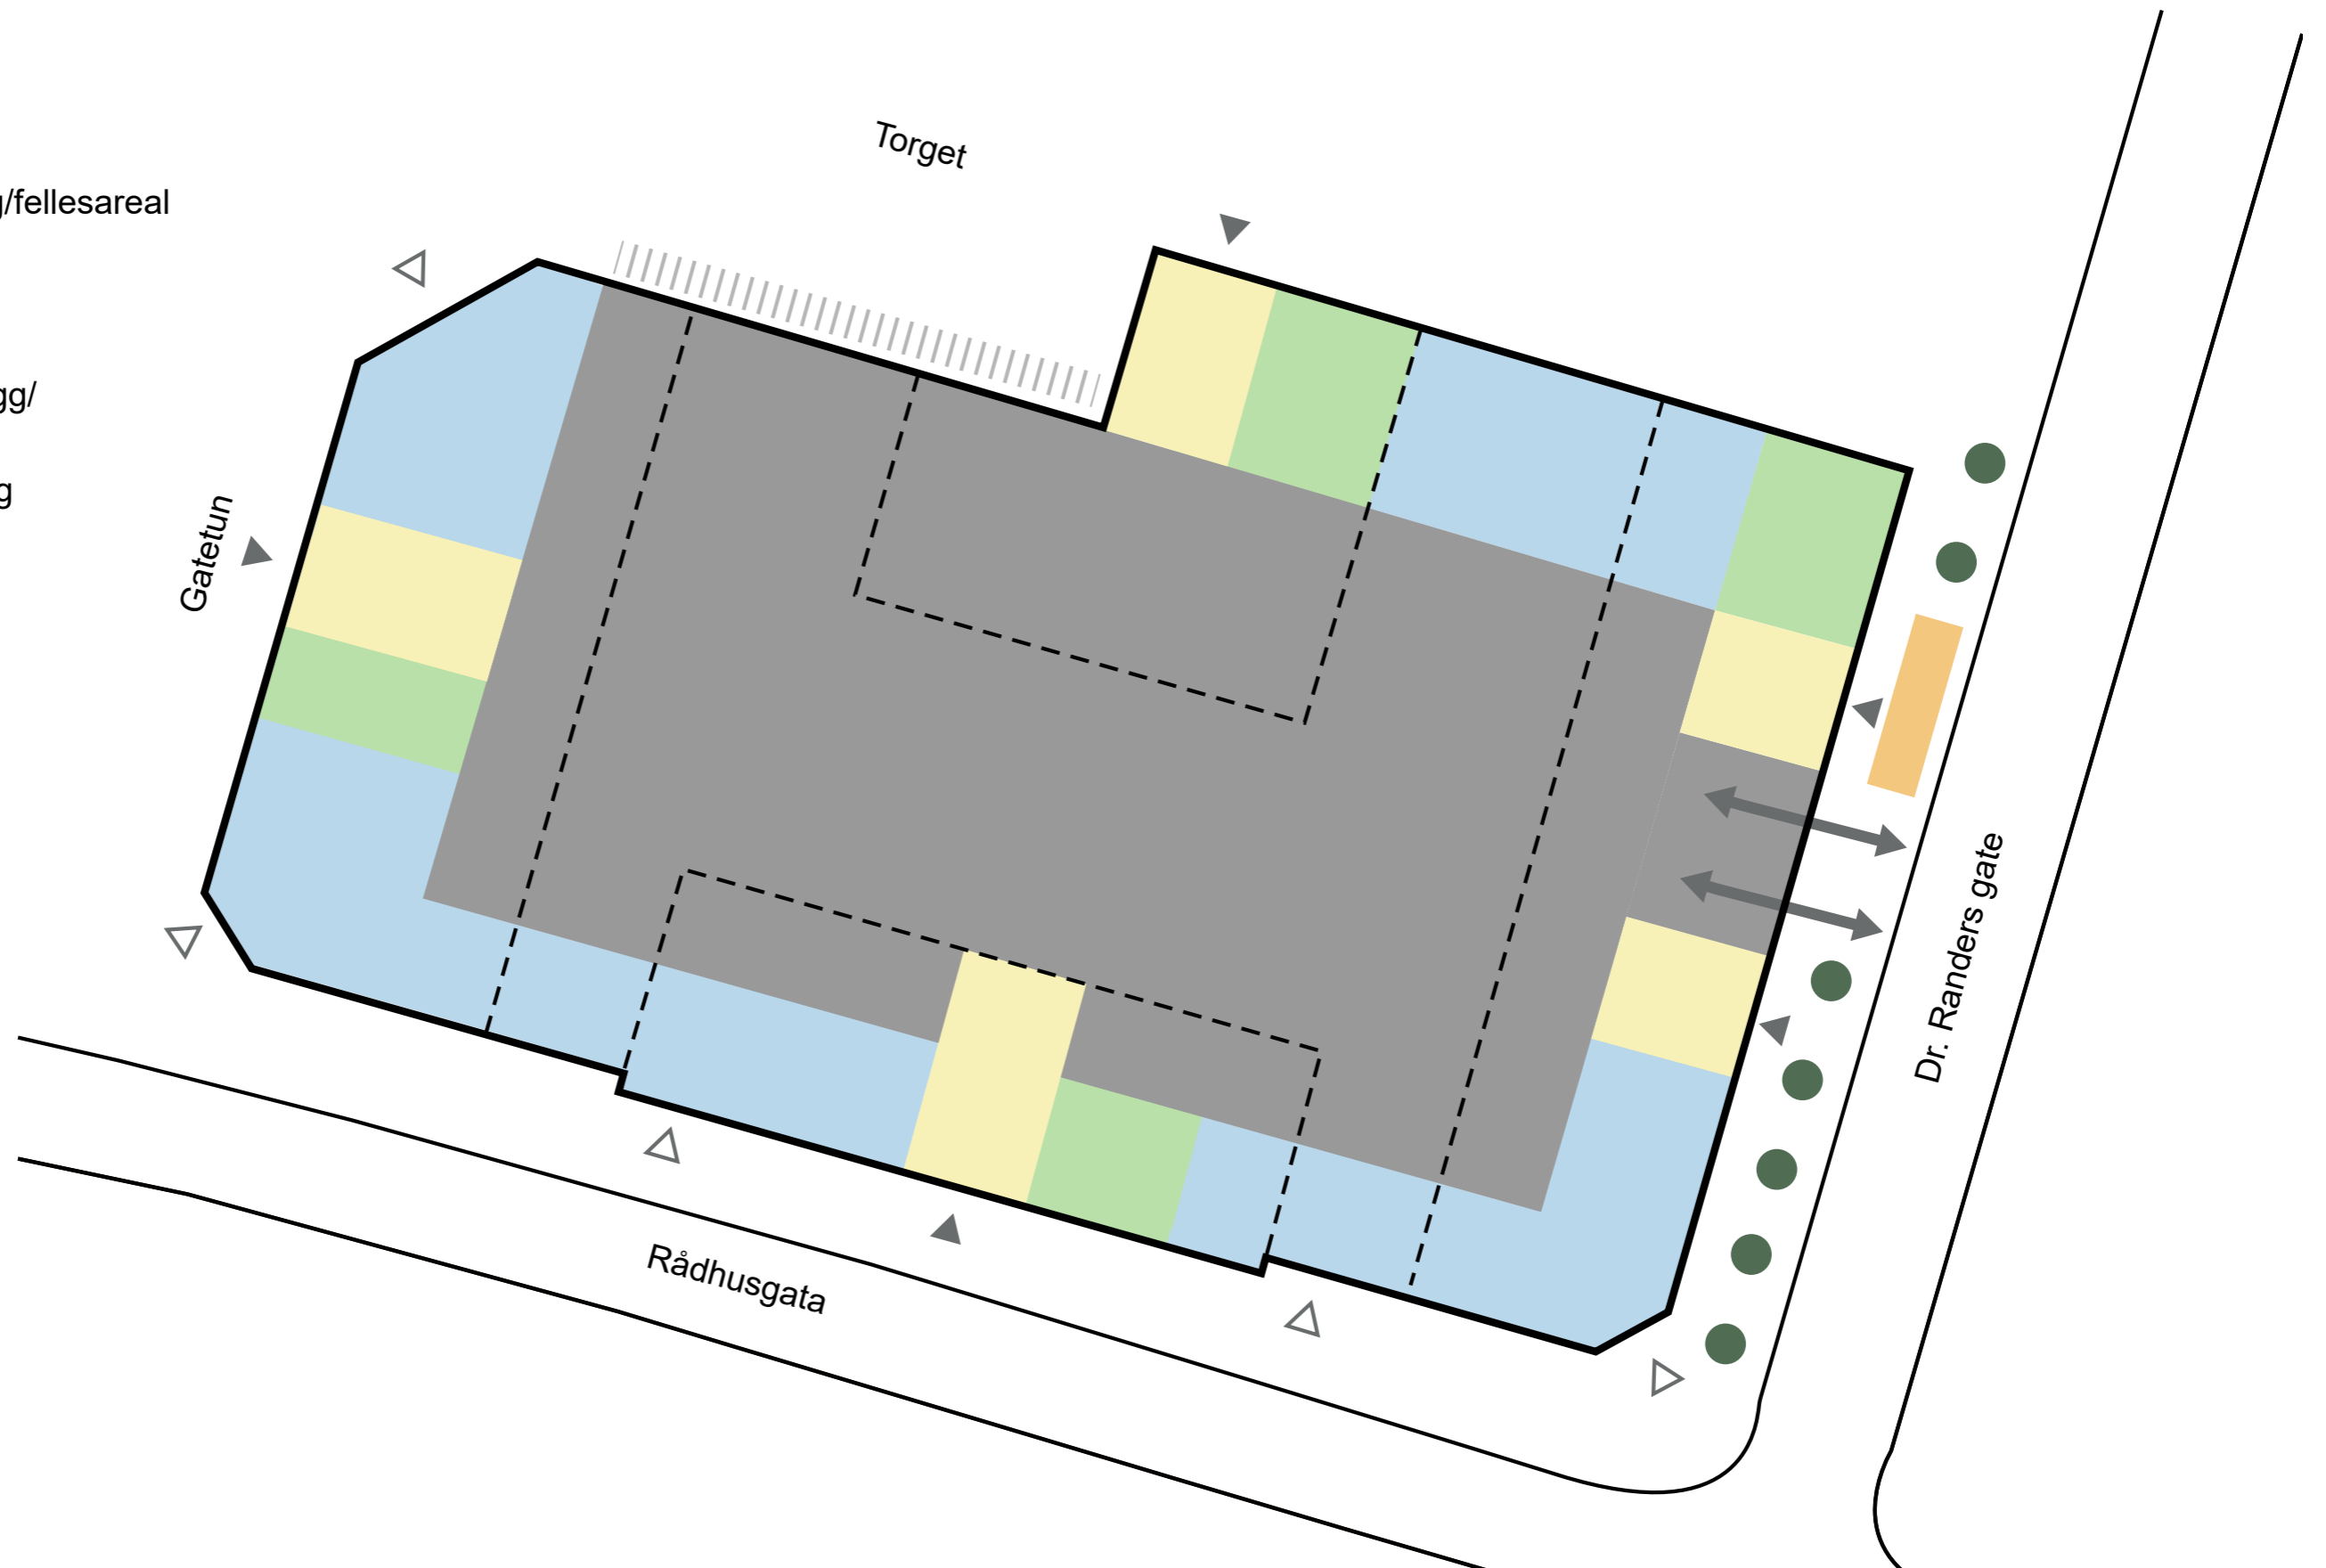 Torget
g/fellesareal
gg/
g
Gatetun
Dr. Randers gate
Rådhusgata